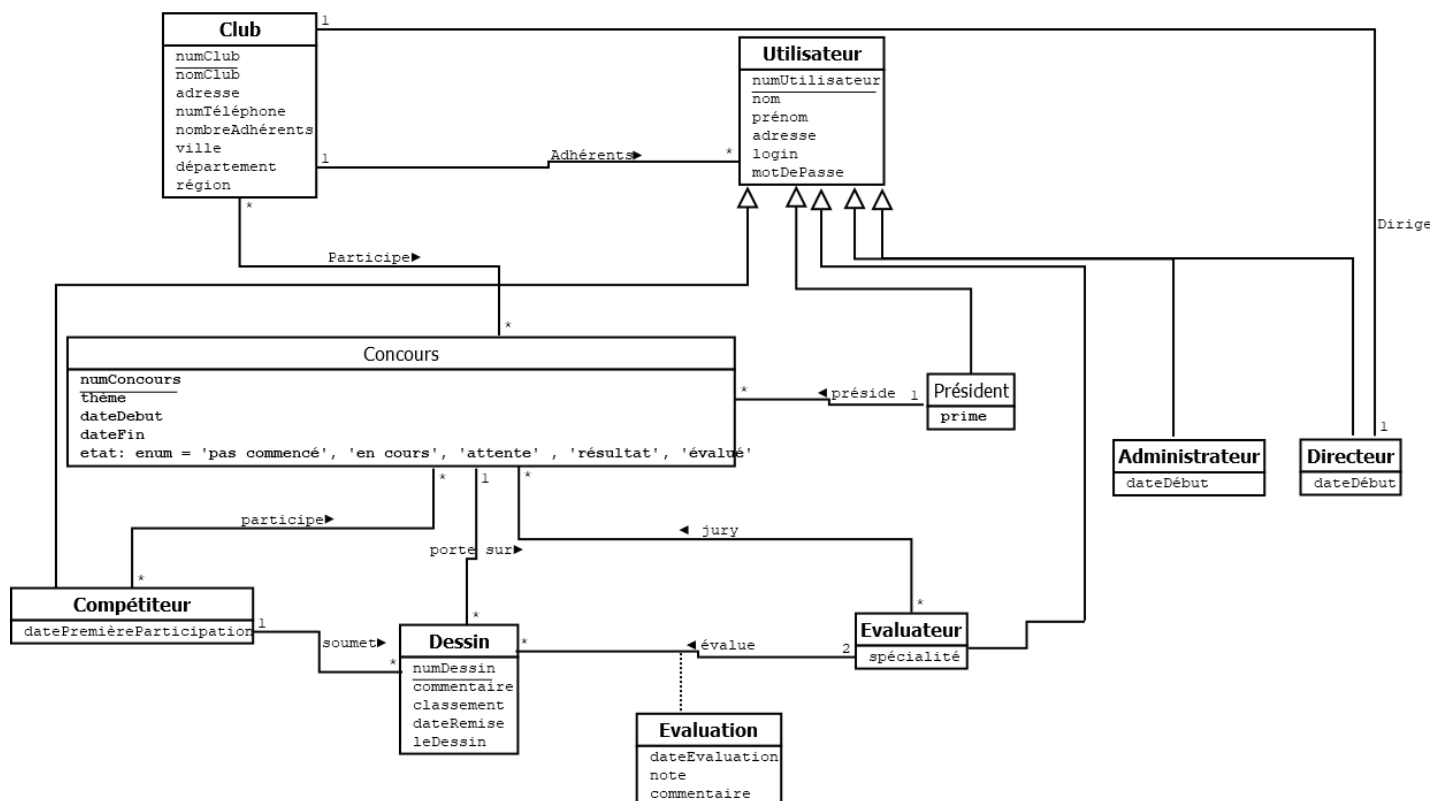 Club
numClub
nomClub
adresse
numTéléphone
nombreAdhérents
ville
département
région
1
1
*
Adhérents►
*
Utilisateur
numUtilisateur
nom
prénom
adresse
login
motDePasse
Dirige
Participe►
*
Concours
numConcours
thème
dateDebut
dateFin
etat: enum = 'pas commencé', 'en cours', 'attente' , 'résultat', 'évalué'
*
◄préside
1
Président
prime
Administrateur
dateDébut
1
Directeur
dateDébut
*
1
*
participe►
porte sur►
◄ jury
*
*
*
Compétiteur
datePremièreParticipation
1
soumet►
*
Dessin
numDessin
commentaire
classement
dateRemise
leDessin
*
◄évalue
2
Evaluateur
spécialité
Evaluation
dateEvaluation
note
commentaire